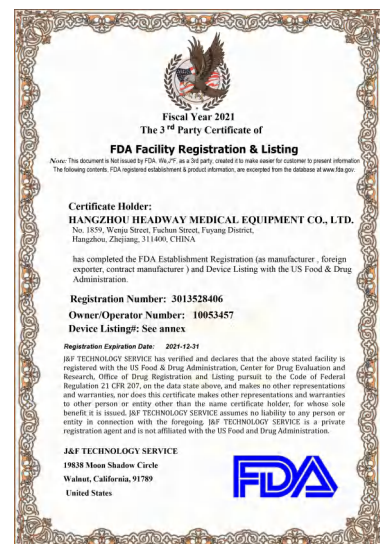 Fiscal Year 2021
The 3 rd Party Certificate of
FDA Facility Registration & Listing
Note: This document is Not issued by FDA. We,J*F, as a 3rd party, created it to make easier for customer to present information
The following contents, FDA registered establishment & product information, are excerpted from the database at www.fda.gov.
Certificate Holder:
HANGZHOU HEADWAY MEDICAL EQUIPMENT CO., LTD.
No. 1859, Wenju Street, Fuchun Street, Fuyang District,
Hangzhou, Zhejiang, 311400, CHINA
has completed the FDA Establishment Registration (as manufacturer , foreign
exporter, contract manufacturer ) and Device Listing with the US Food & Drug
Administration.
Registration Number: 3013528406
Owner/Operator Number: 10053457
Device Listing#: See annex
Registration Expiration Date: 2021-12-31
J&F TECHNOLOGY SERVICE has verified and declares that the above stated facility is
registered with the US Food & Drug Administration, Center for Drug Evaluation and
Research, Office of Drug Registration and Listing pursuit to the Code of Federal
Regulation 21 CFR 207, on the data state above, and makes no other representations
and warranties, nor does this certificate makes other representations and warranties
to other person or entity other than the name certificate holder, for whose sole
benefit it is issued. J&F TECHNOLOGY SERVICE assumes no liability to any person or
entity in connection with the foregoing. J&F TECHNOLOGY SERVICE is a private
registration agent and is not affiliated with the US Food and Drug Administration.
J&F TECHNOLOGY SERVICE
19838 Moon Shadow Circle
Walnut, California, 91789
United States
FDA